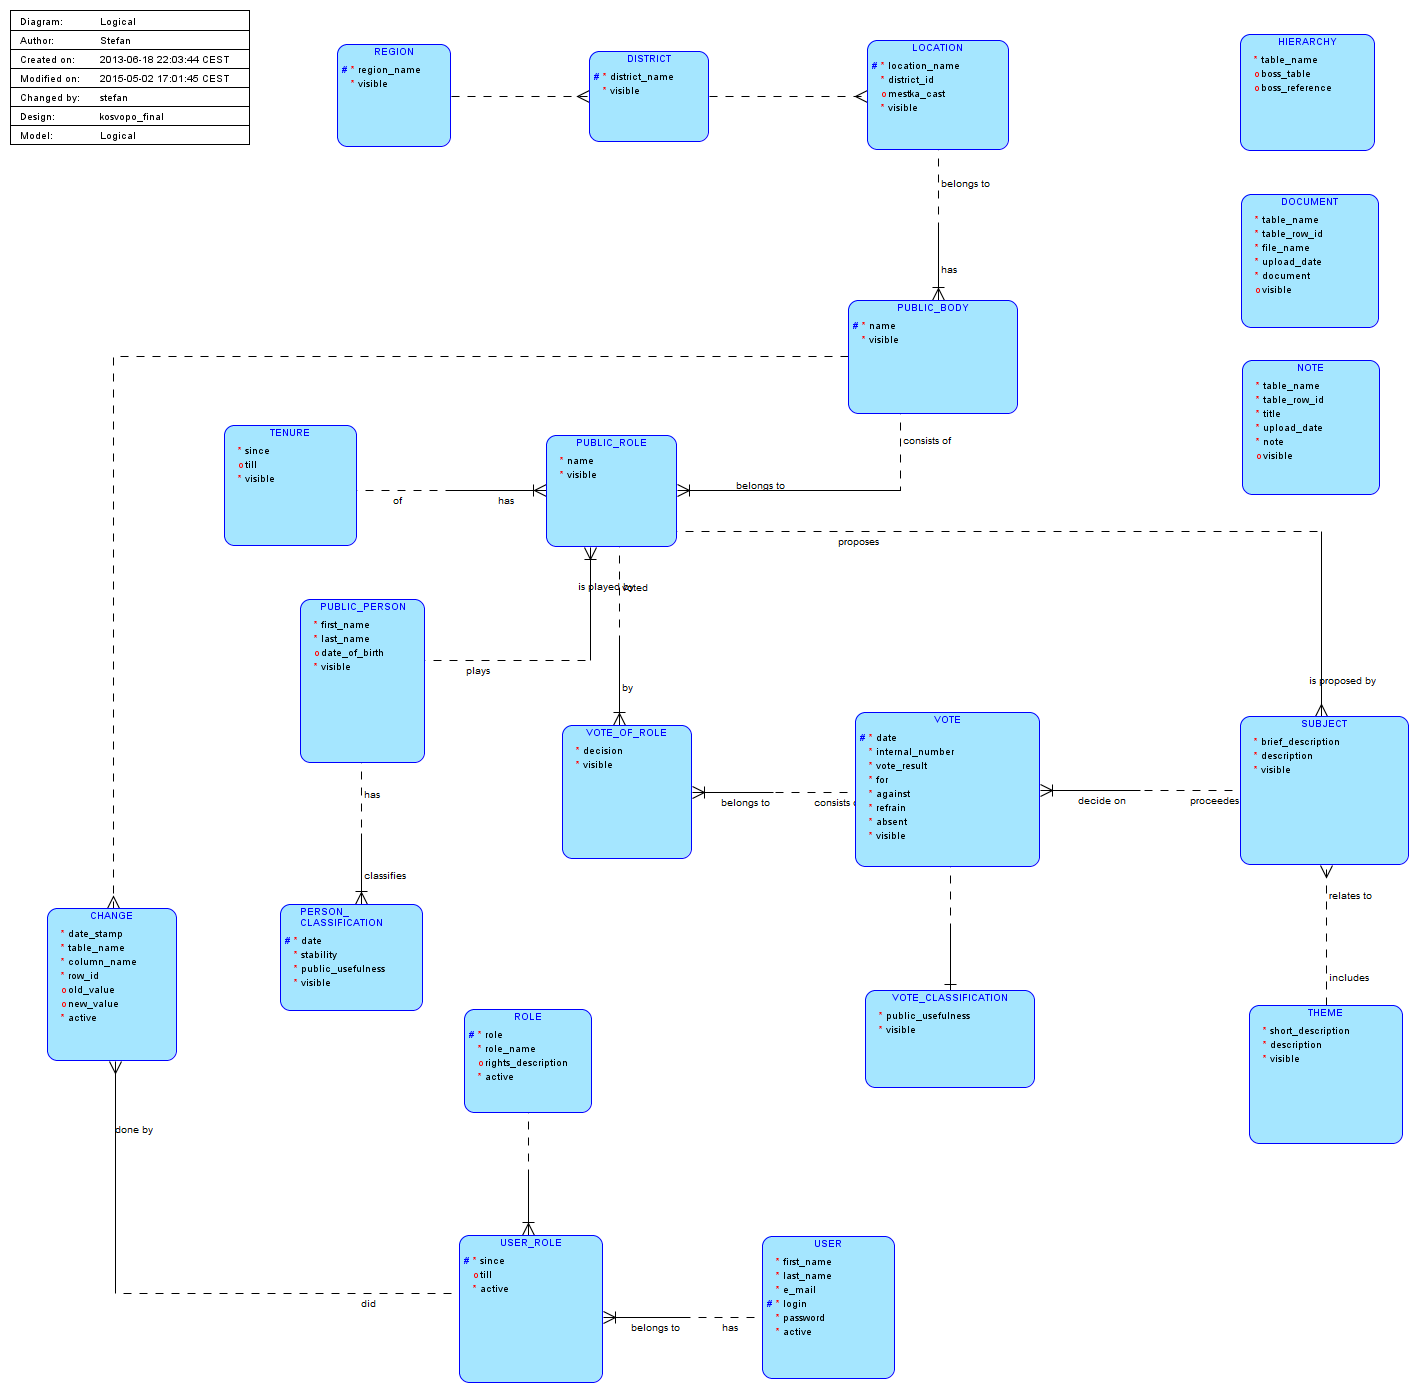 Diagram: Logical
Author: Stefan
Created on: 2013-06-18 22:03:44 CEST
Modified on: 2015-05-02 17:01:45 CEST
Changed by: stefan
Design: kosvopo_final
Model: Logical
REGION
# * region_name
* visible
DISTRICT
# * district_name
* visible
LOCATION
# * location_name
* district_id
o mestka_cast
* visible
HIERARCHY
* table_name
o boss_table
o boss_reference
belongs to
has
DOCUMENT
* table_name
* table_row_id
* file_name
* upload_date
* document
o visible
PUBLIC_BODY
# * name
* visible
NOTE
* table_name
* table_row_id
* title
* upload_date
* note
o visible
consists of
belongs to
TENURE
* since
o till
* visible
of
has
PUBLIC_ROLE
* name
* visible
proposes
is proposed by
is played by
voted
plays
by
PUBLIC_PERSON
* first_name
* last_name
o date_of_birth
* visible
has
classifies
VOTE_OF_ROLE
* decision
* visible
belongs to
consists
VOTE
# * date
* internal_number
* vote_result
* for
* against
* refrain
* absent
* visible
decide on
proceedes
SUBJECT
* brief_description
* description
* visible
relates to
includes
CHANGE
* date_stamp
* table_name
* column_name
* row_id
o old_value
o new_value
* active
PERSON_
CLASSIFICATION
# * date
* stability
* public_usefulness
* visible
VOTE_CLASSIFICATION
* public_usefulness
* visible
THEME
* short_description
* description
* visible
ROLE
# * role
* role_name
o rights_description
* active
done by
did
USER_ROLE
# * since
o till
* active
belongs to
has
USER
* first_name
* last_name
* e_mail
# * login
* password
* active